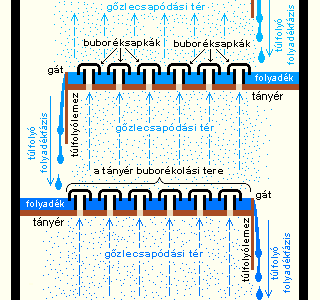 gőzlecsapódási tér
túlfolyó
folyadékfázis
buboréksapkák
buboréksapkák
gát
folyadék
tányér
túlfolyólemez
gőzlecsapódási tér
túlfolyó
folyadékfázis
a tányér buborékolási tere
gát
folyadék
tányér
gőzlecsapódási tér
túlfolyólemez
túlfolyó
folyadékfázis